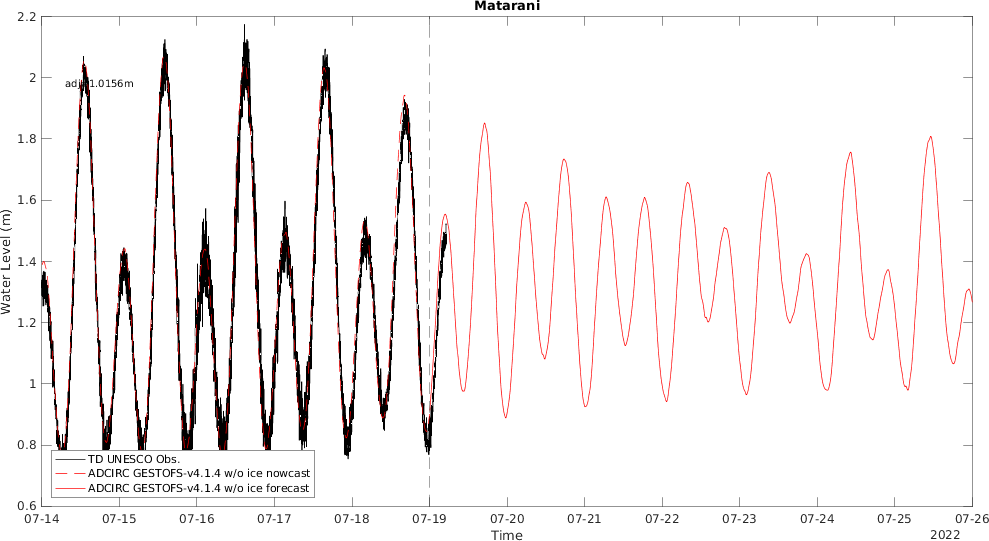 Matarani
2.2
2
1.8
1.6
1.4
1.2
1
0.8
0.6
Water Level (m)
TD UNESCO Obs.
ADCIRC GESTOFS-v4.1.4 w/o ice nowcast
ADCIRC GESTOFS-v4.1.4 w/o ice forecast
07-14 07-15 07-16 07-17 07-18 07-19 07-20 07-21 07-22 07-23 07-24 07-25 07-26
Time
2022